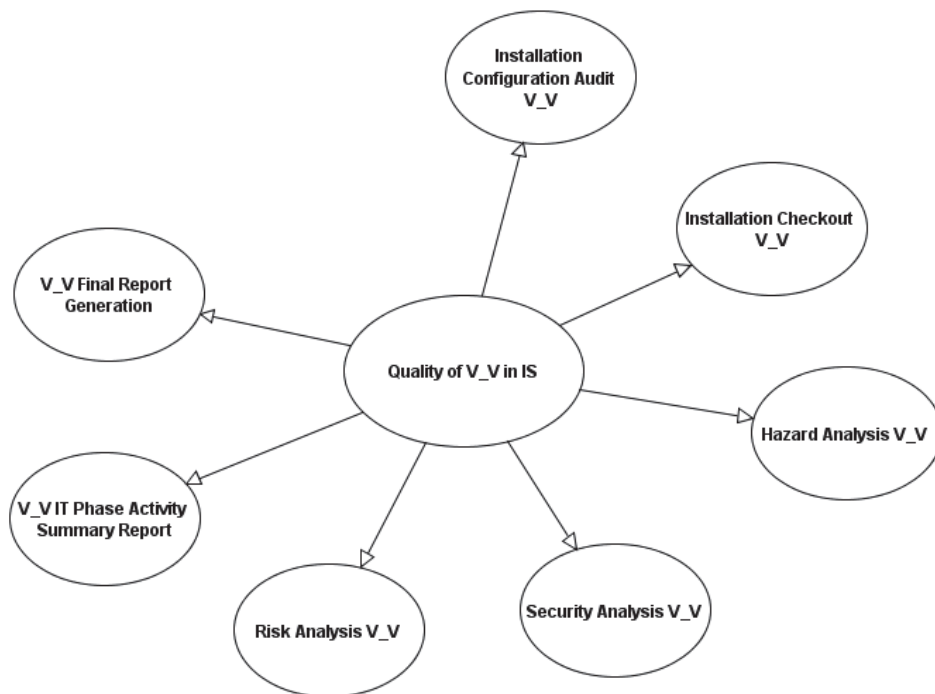 Installation
Configuration Audit
V_V
Installation Checkout
V_V
V_V Final Report
Generation
Quality of V_V in IS
Hazard Analysis V_V
V_V IT Phase Activity
Summary Report
Security Analysis V_V
Risk Analysis V_V